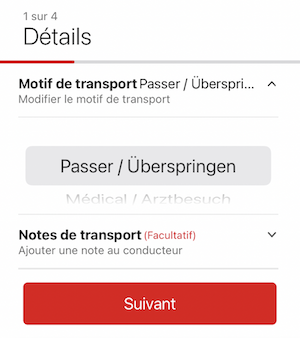 1 sur 4
Détails
Motif de transport Passer / Überspri...
Modifier le motif de transport
Passer / Überspringen
Médical / Arztbesuch
Notes de transport (Facultatif)
Ajouter une note au conducteur
Suivant